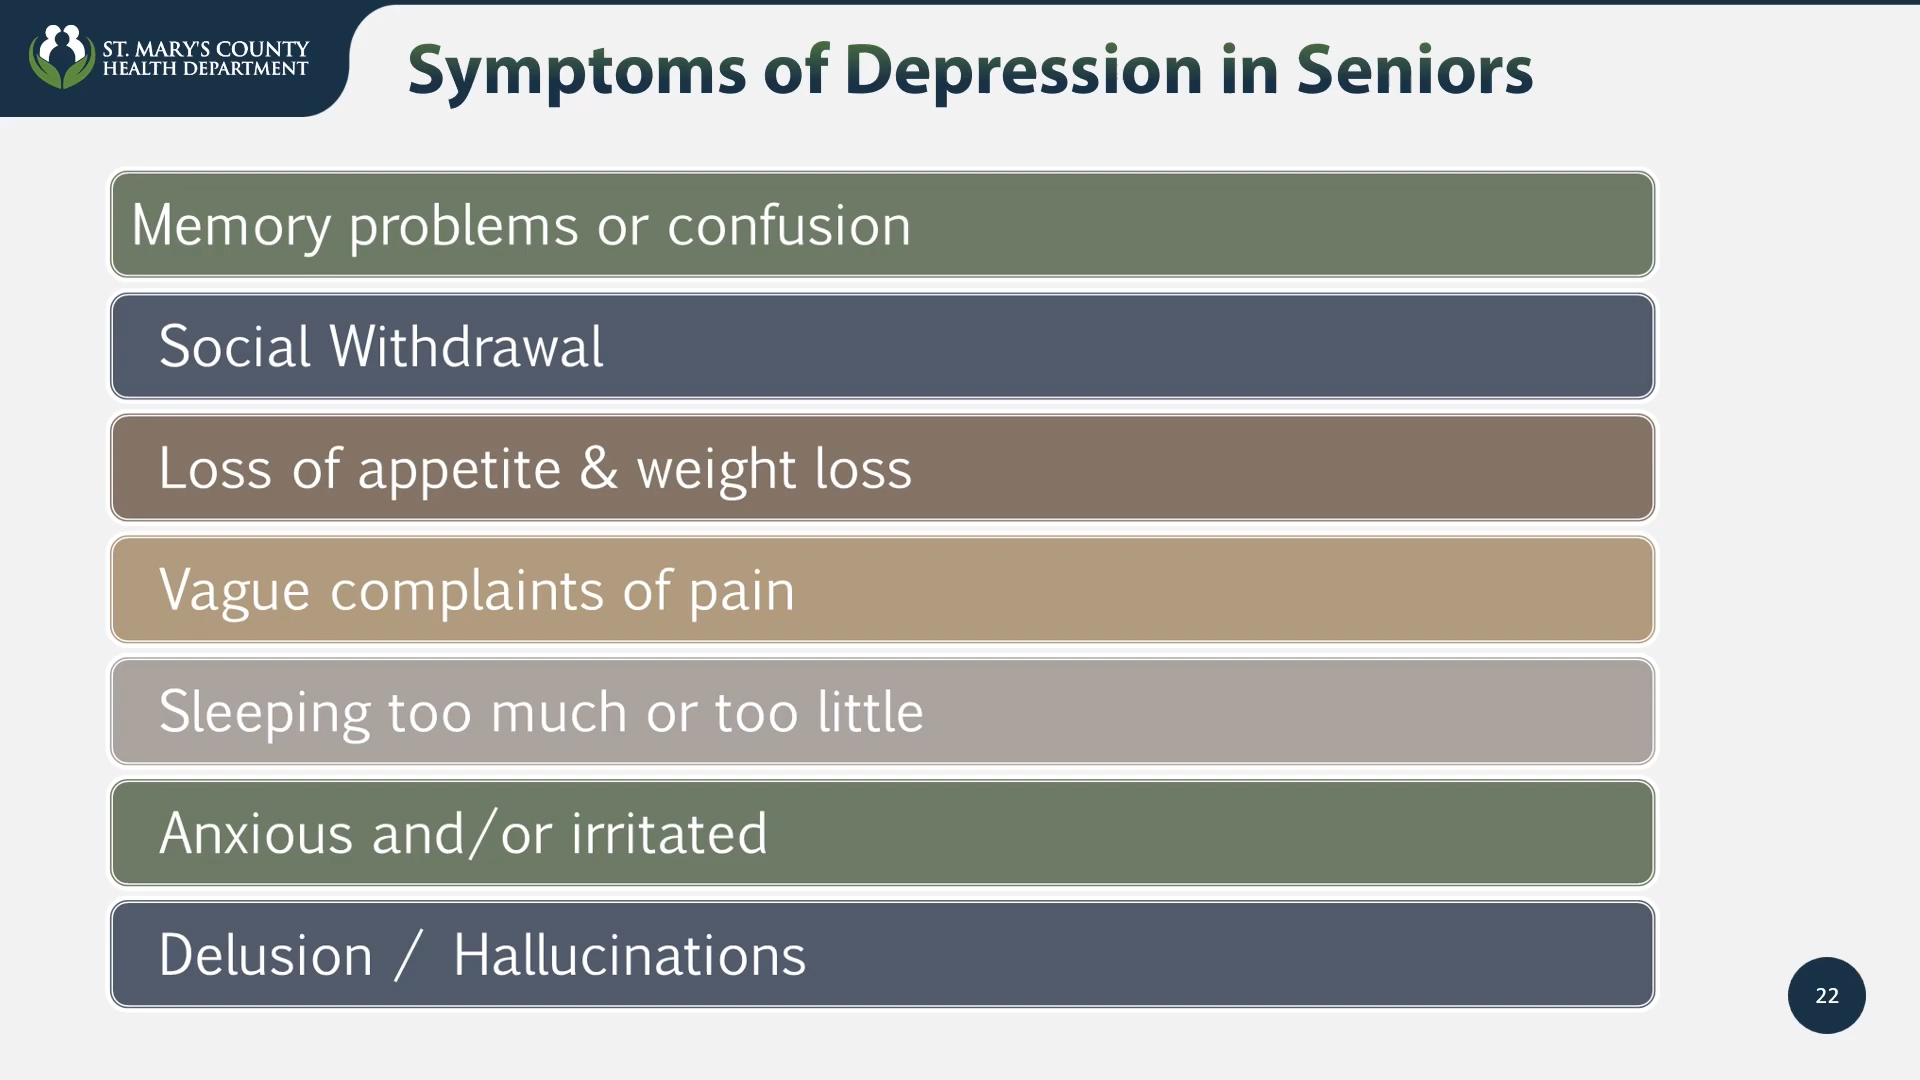 ST. MARY'S COUNTY
HEALTH DEPARTMENT
Symptoms of Depression in Seniors
Memory problems or confusion
Social Withdrawal
Loss of appetite & weight loss
Vague complaints of pain
Sleeping too much or too little
Anxious and/or irritated
Delusion / Hallucinations
22